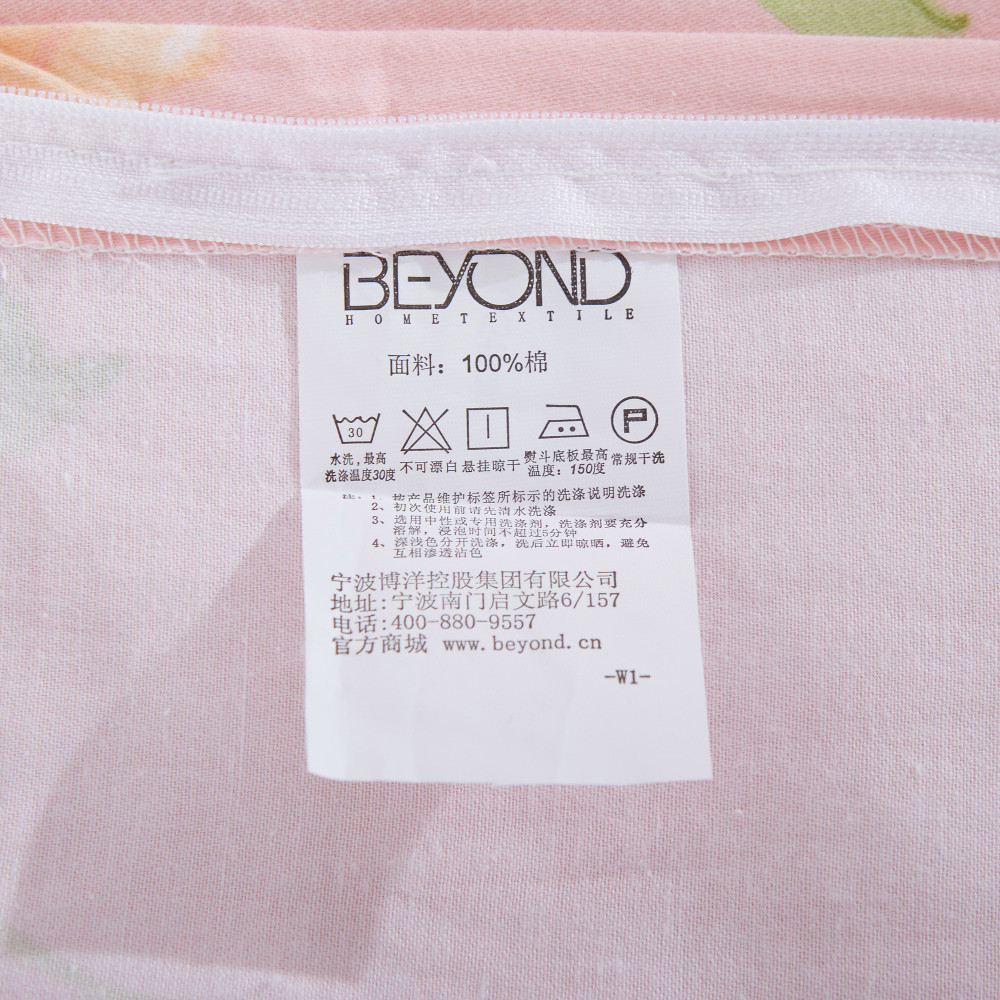 BEYOND
HOMETEXTILE
面料：100%棉
30
P
水洗，最高
洗涤温度30度
不可漂白
悬挂晾干
熨斗底板最高
温度：150度
常规干洗
注：1、按产品维护标签所标示的洗涤说明洗涤
2、初次使用前请先清水洗涤
3、选用中性或专用洗涤剂，洗涤剂要充分
溶解，浸泡时间不超过5分钟
4、深浅色分开洗涤，洗后立即晾晒，避免
互相渗透沾色
宁波博洋控股集团有限公司
地址:宁波南门启文路6/157
电话:400-880-9557
官方商城 www.beyond.cn
-W1-